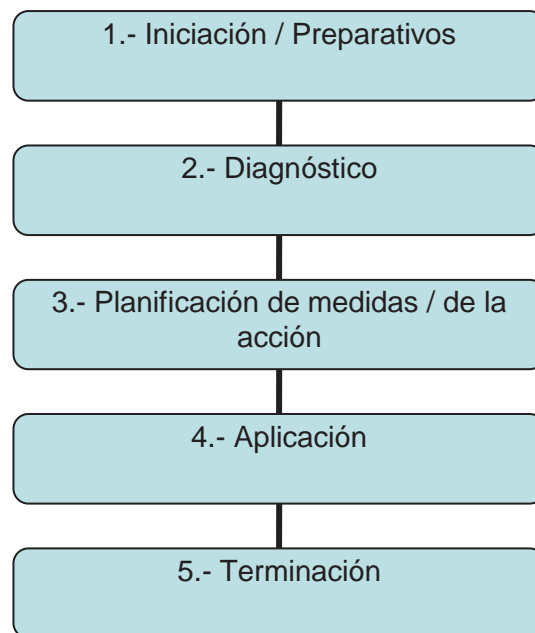 1.- Iniciación / Preparativos
2.- Diagnóstico
3.- Planificación de medidas / de la
acción
4.- Aplicación
5.- Terminación